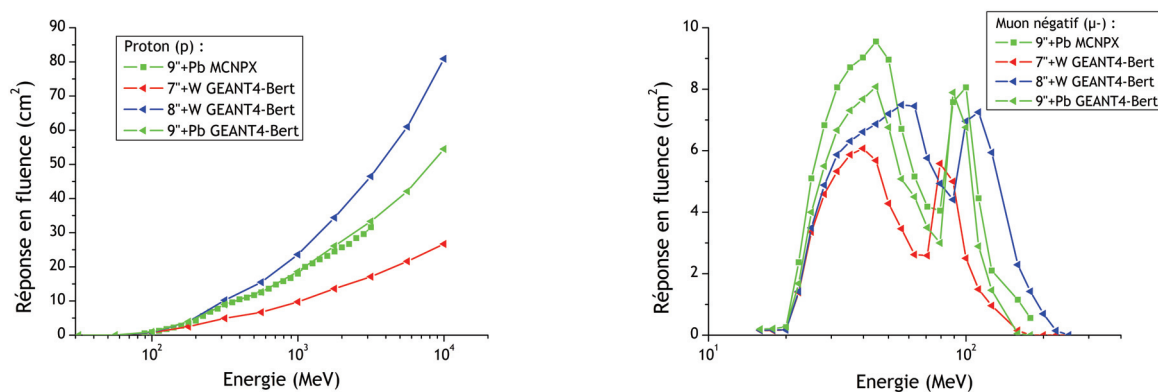 90
80
70
60
50
40
30
20
10
0
Réponse en fluence (cm²)
Proton (p) :
9"+Pb MCNPX
7"+W GEANT4-Bert
8"+W GEANT4-Bert
9"+Pb GEANT4-Bert
10² 10³ 10⁴
Energie (MeV)
10
8
6
4
2
0
Réponse en fluence (cm²)
Muon négatif (µ-) :
9"+Pb MCNPX
7"+W GEANT4-Bert
8"+W GEANT4-Bert
9"+Pb GEANT4-Bert
10¹ 10²
Energie (MeV)